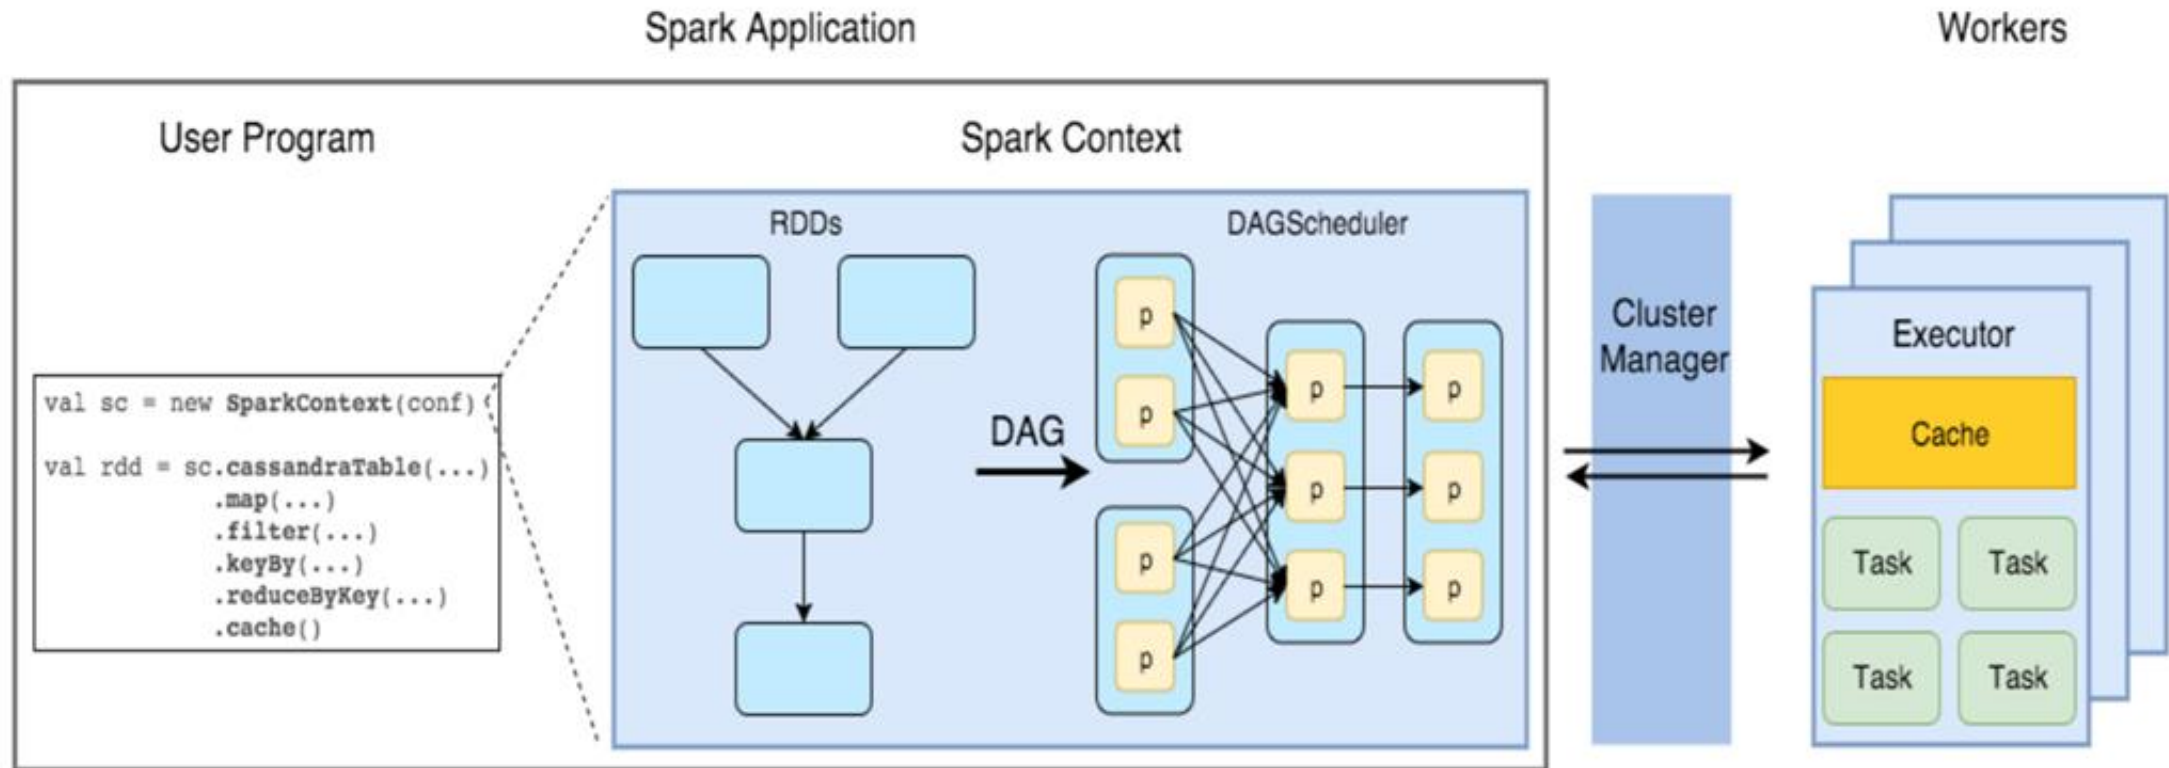 Spark Application
Workers
User Program
Spark Context
val sc = new SparkContext(conf)
val rdd = sc.cassandraTable(...)
.map(...)
.filter(...)
.keyBy(...)
.reduceByKey(...)
.cache()
RDDs
DAG
DAGScheduler
p
p
p
p
p
p
p
p
p
p
Cluster
Manager
Executor
Cache
Task Task
Task Task